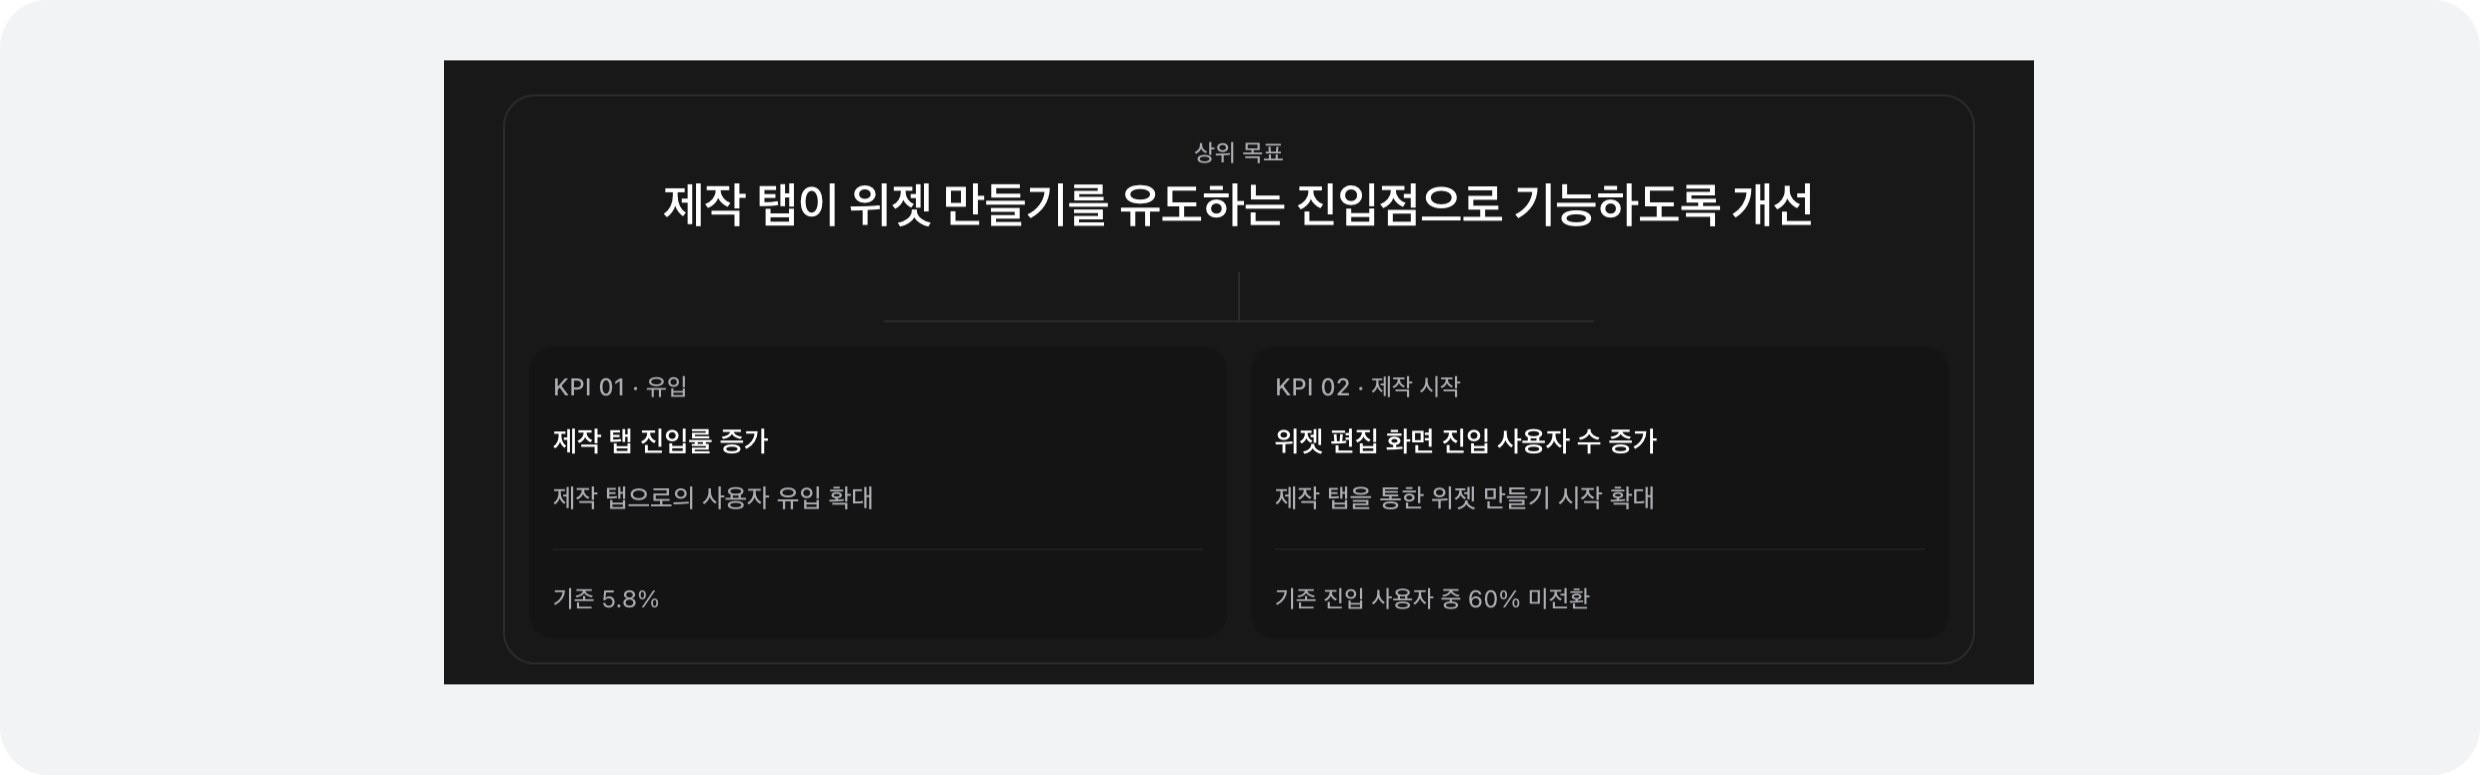 상위 목표
제작 탭이 위젯 만들기를 유도하는 진입점으로 기능하도록 개선
KPI 01 · 유입
제작 탭 진입률 증가
제작 탭으로의 사용자 유입 확대
기존 5.8%
KPI 02 · 제작 시작
위젯 편집 화면 진입 사용자 수 증가
제작 탭을 통한 위젯 만들기 시작 확대
기존 진입 사용자 중 60% 미전환